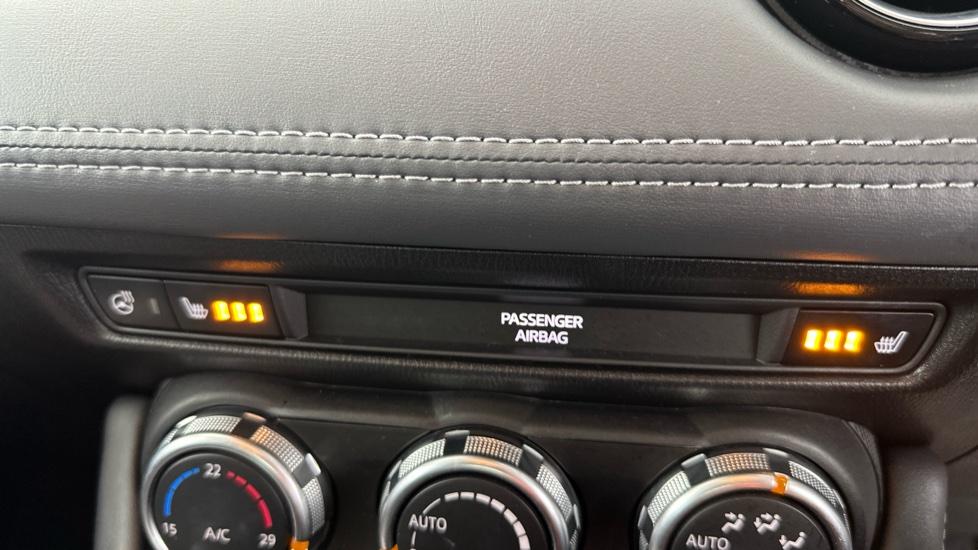 PASSENGER
AIRBAG
22
15
A/C
29
AUTO
AUTO